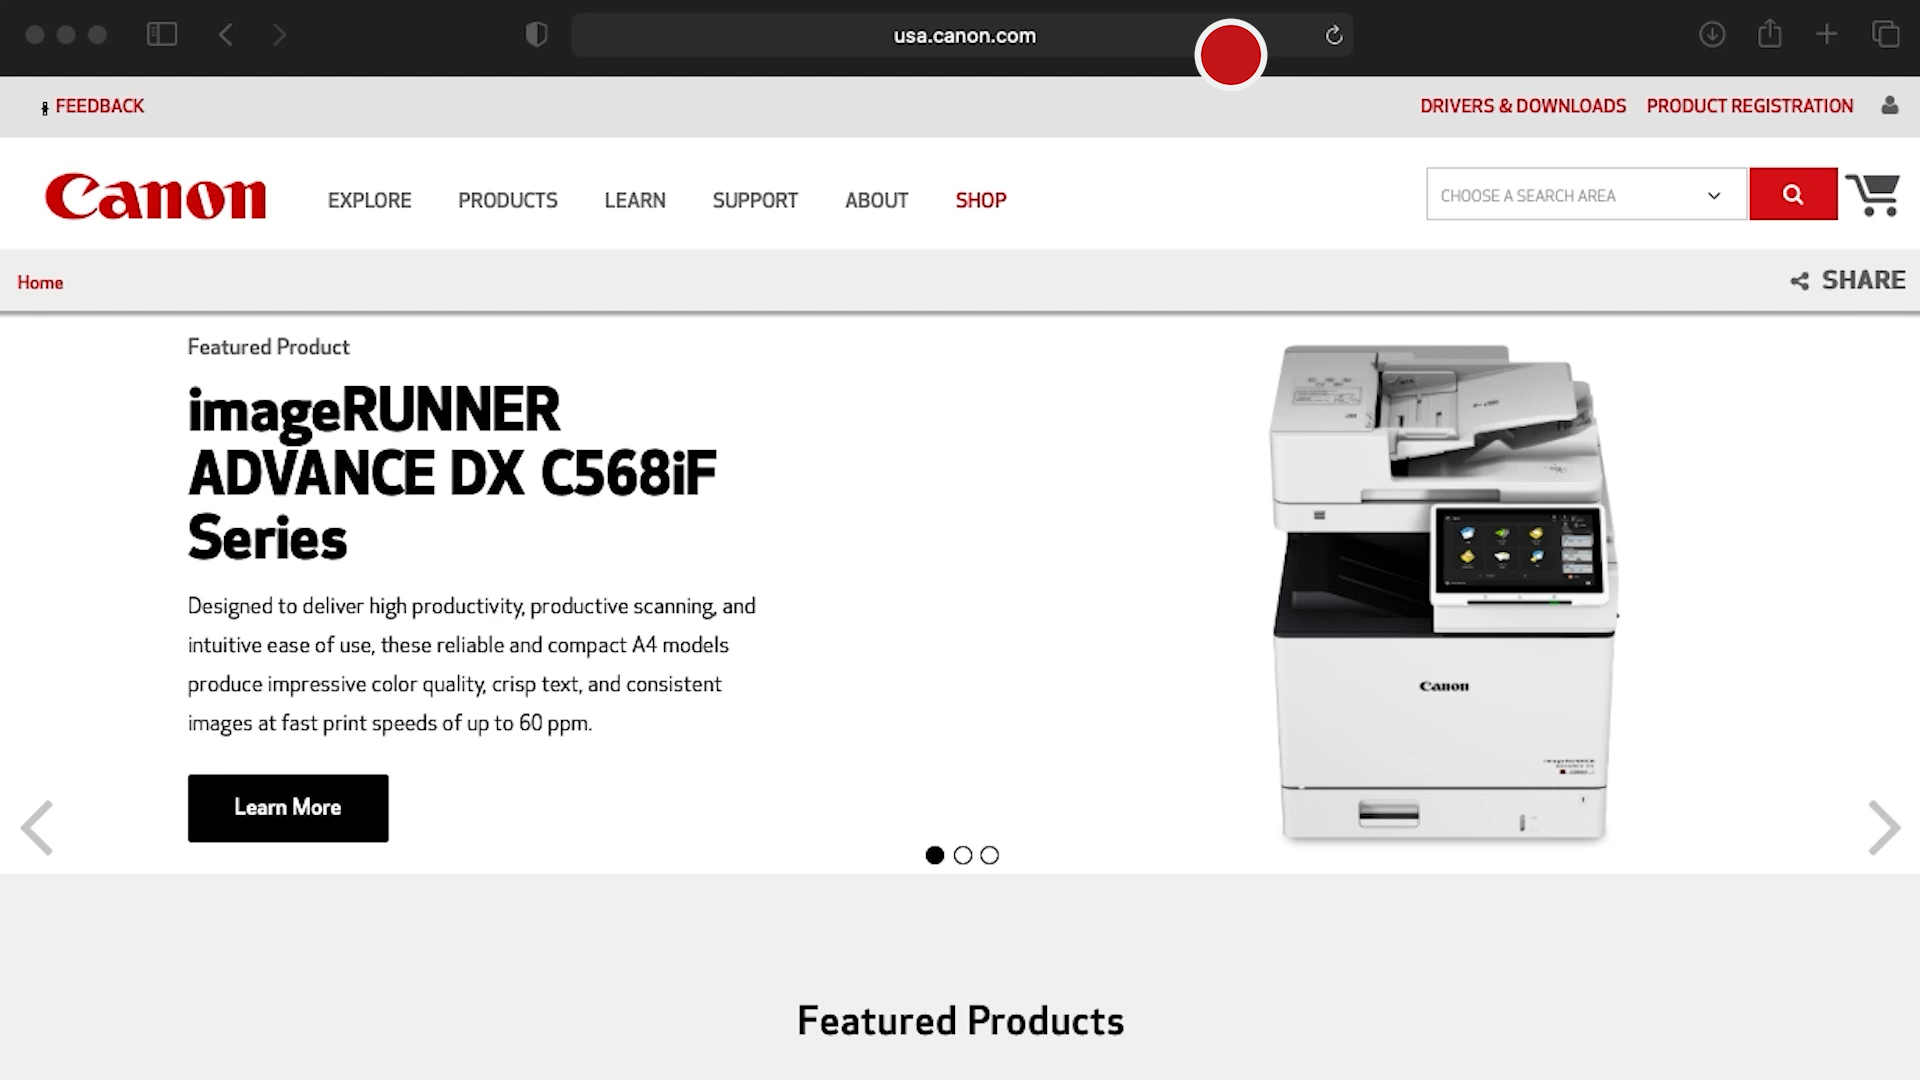 usa.canon.com
FEEDBACK
DRIVERS & DOWNLOADS PRODUCT REGISTRATION
Canon
EXPLORE PRODUCTS LEARN SUPPORT ABOUT SHOP
CHOOSE A SEARCH AREA
Home
SHARE
Featured Product
imageRUNNER
ADVANCE DX C568iF
Series
Designed to deliver high productivity, productive scanning, and
intuitive ease of use, these reliable and compact A4 models
produce impressive color quality, crisp text, and consistent
images at fast print speeds of up to 60 ppm.
Learn More
Canon
imageRUNNER
Featured Products